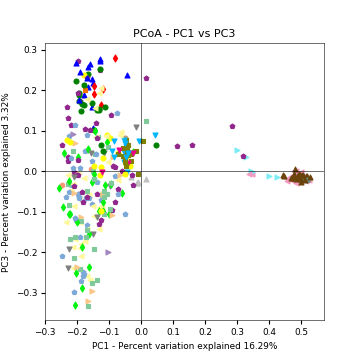 PCoA - PC1 vs PC3
PC3 - Percent variation explained 3.32%
0.3
0.2
0.1
0.0
−0.1
−0.2
−0.3
−0.3 −0.2 −0.1 0.0 0.1 0.2 0.3 0.4 0.5
PC1 - Percent variation explained 16.29%